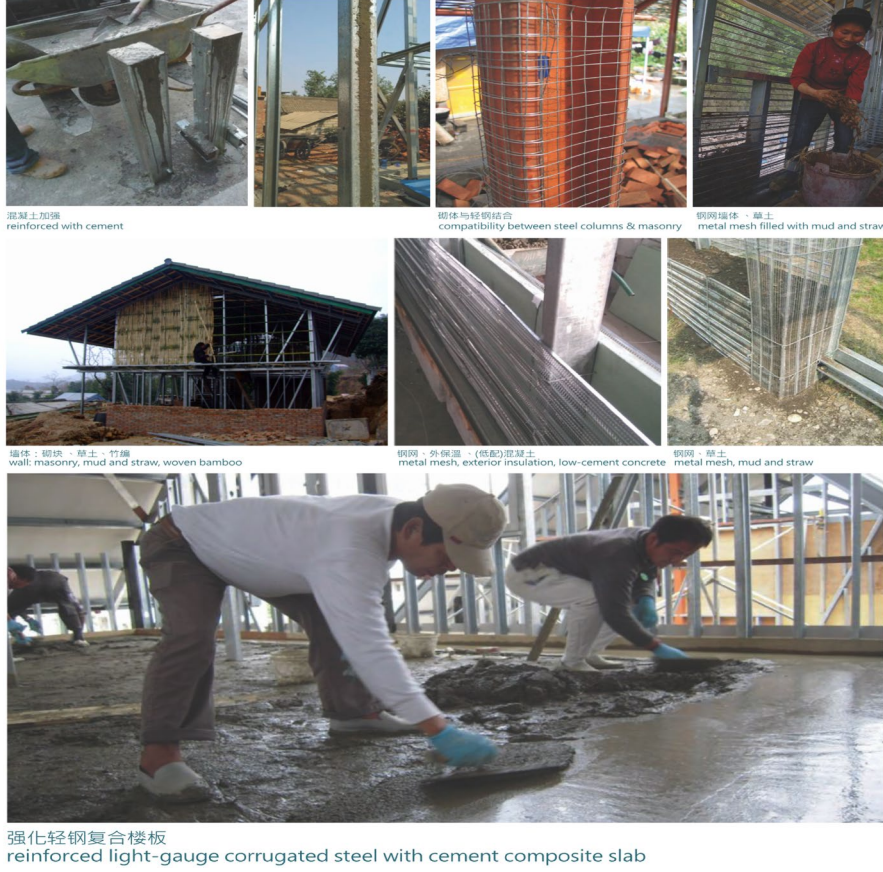 混凝土加强
reinforced with cement
砌体与轻钢结合
compatibility between steel columns & masonry
钢网墙体、草土
metal mesh filled with mud and straw
墙体：砌块、草土、竹编
wall: masonry, mud and straw, woven bamboo
钢网、外保温、(低配)混凝土
metal mesh, exterior insulation, low-cement concrete
钢网、草土
metal mesh, mud and straw
强化轻钢复合楼板
reinforced light-gauge corrugated steel with cement composite slab